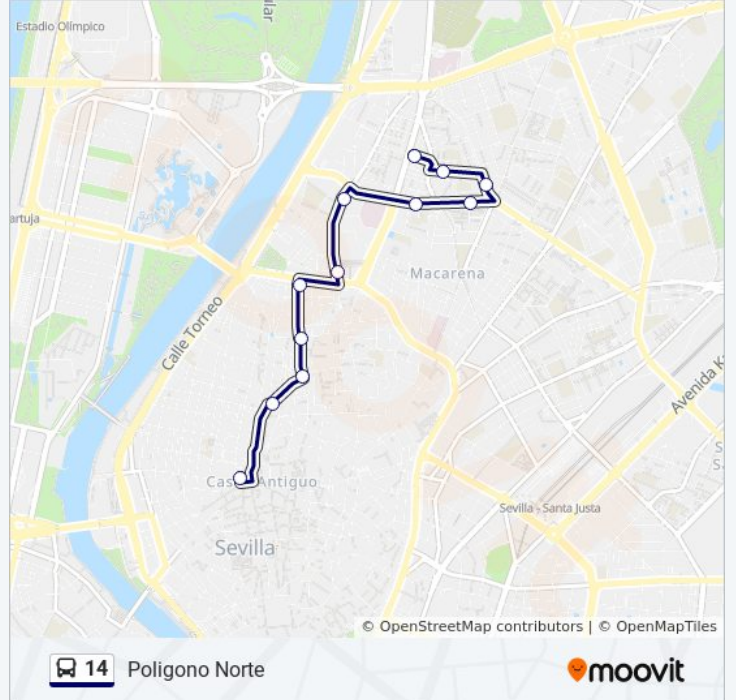 Estadio Olímpico
artuja
Macarena
Calle Torneo
Avenida K
Casco Antiguo
Sevilla - Santa Justa
Sevilla
© OpenStreetMap contributors | © OpenMapTiles
14 Poligono Norte
moovit